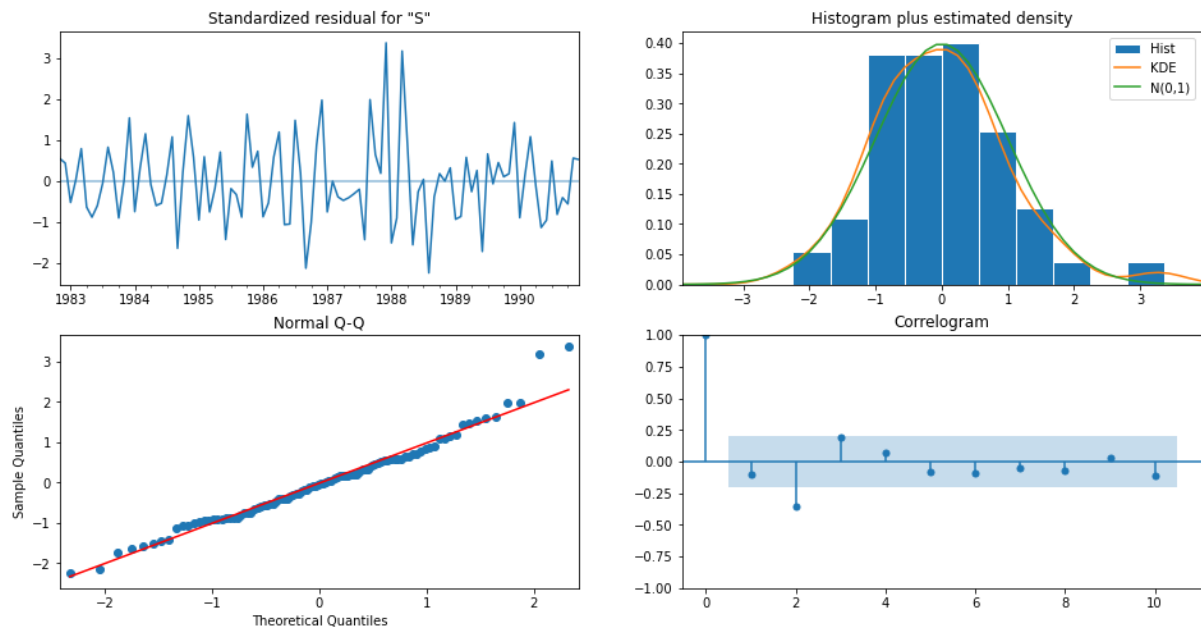 Standardized residual for "S"
3
2
1
0
−1
−2
1983 1984 1985 1986 1987 1988 1989 1990
Histogram plus estimated density
0.40
0.35
0.30
0.25
0.20
0.15
0.10
0.05
0.00
−3 −2 −1 0 1 2 3
Hist
KDE
N(0,1)
Normal Q-Q
Sample Quantiles
3
2
1
0
−1
−2
−2 −1 0 1 2
Theoretical Quantiles
Correlogram
1.00
0.75
0.50
0.25
0.00
−0.25
−0.50
−0.75
−1.00
0 2 4 6 8 10